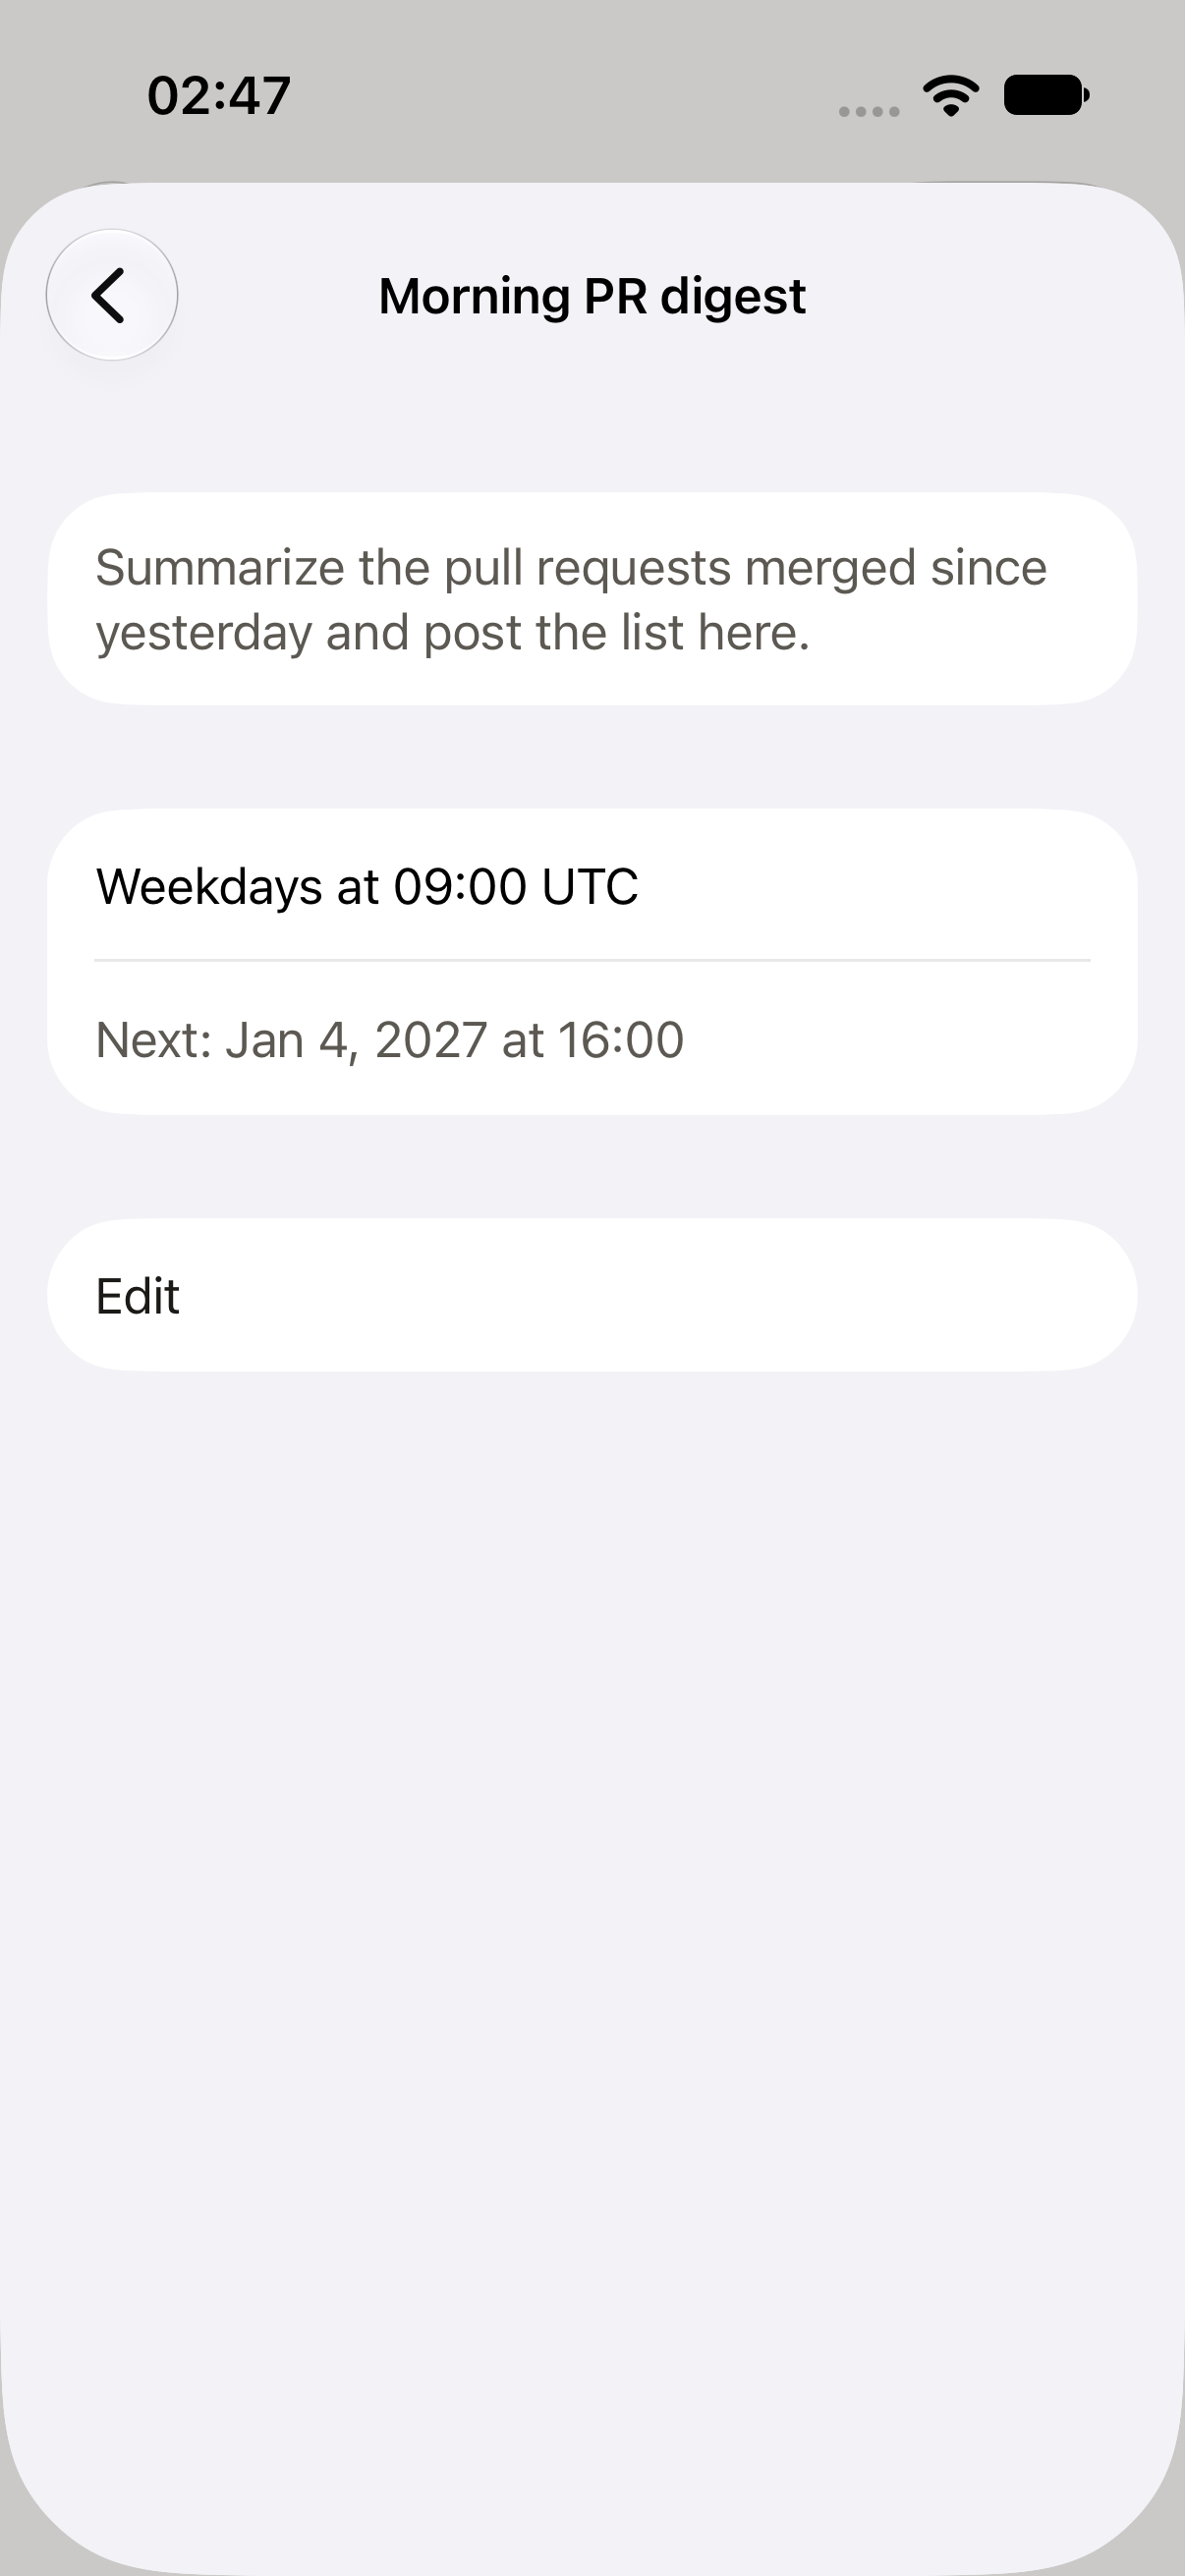 02:47
Morning PR digest
Summarize the pull requests merged since
yesterday and post the list here.
Weekdays at 09:00 UTC
Next: Jan 4, 2027 at 16:00
Edit